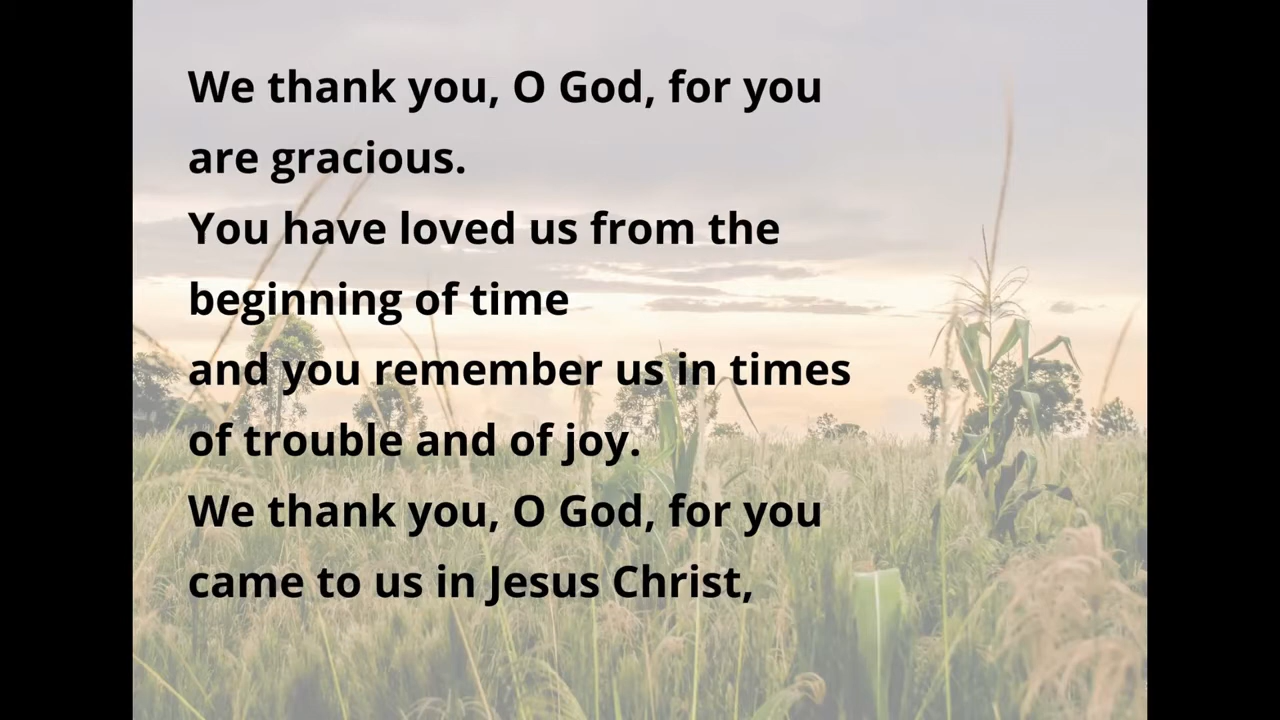 We thank you, O God, for you
are gracious.
You have loved us from the
beginning of time
and you remember us in times
of trouble and of joy.
We thank you, O God, for you
came to us in Jesus Christ,